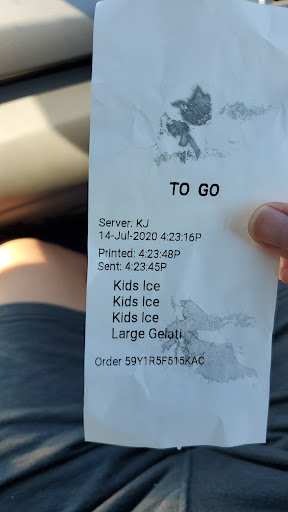 TO GO
Server: KJ
14-Jul-2020 4:23:16P
Printed: 4:23:48P
Sent: 4:23:45P
Kids Ice
Kids Ice
Kids Ice
Large Gelati
Order 59Y1R5F515KAC